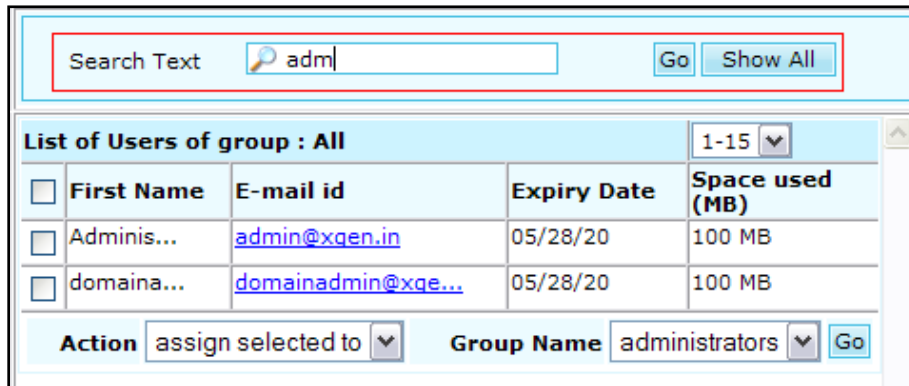 Search Text adm Go Show All
List of Users of group : All 1-15
First Name E-mail id Expiry Date Space used (MB)
Adminis... admin@xgen.in 05/28/20 100 MB
domaina... domainadmin@xge... 05/28/20 100 MB
Action assign selected to Group Name administrators Go